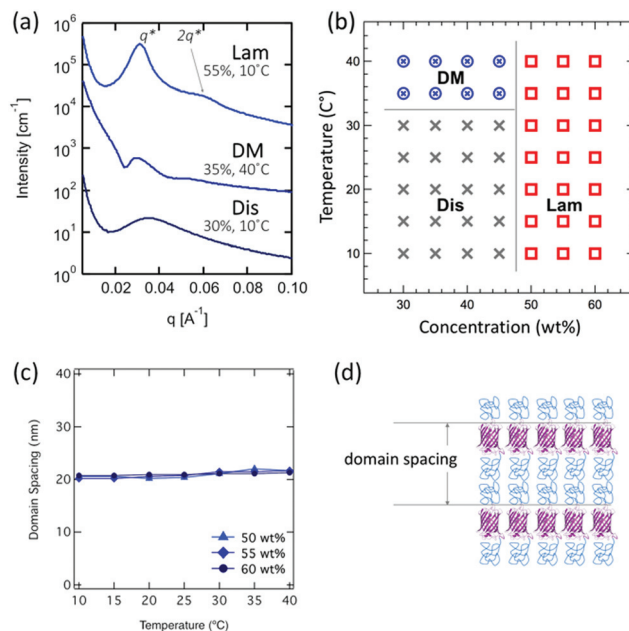 (a)
10⁶
10⁵
10⁴
10³
10²
10¹
10⁰
Intensity [cm⁻¹]
q*
2q*
Lam
55%, 10˚C
DM
35%, 40˚C
Dis
30%, 10˚C
0.02
0.04
0.06
0.08
0.10
q [A⁻¹]
(b)
40
30
20
10
0
Temperature (C°)
DM
Dis
Lam
30
40
50
60
Concentration (wt%)
(c)
40
30
20
10
0
Domain Spacing (nm)
50 wt%
55 wt%
60 wt%
10
15
20
25
30
35
40
Temperature (ºC)
(d)
domain spacing